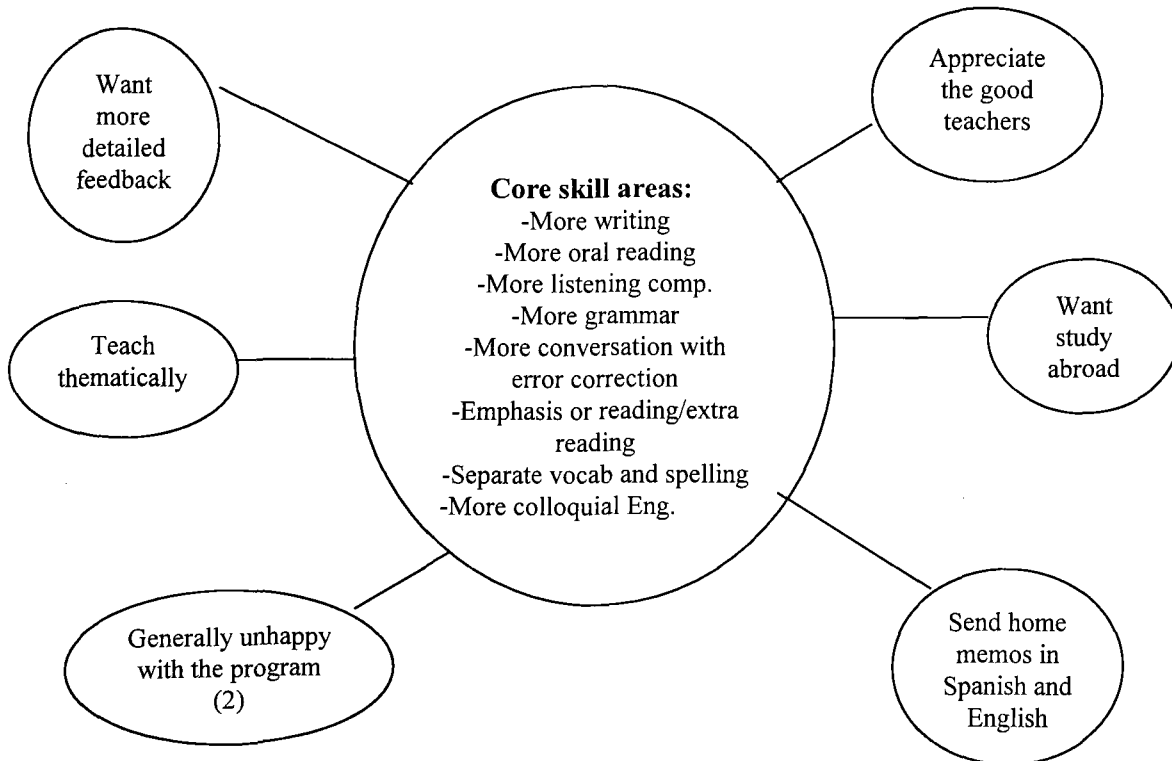 Want
more
detailed
feedback
Appreciate
the good
teachers
Core skill areas:
-More writing
-More oral reading
-More listening comp.
-More grammar
-More conversation with
error correction
-Emphasis or reading/extra
reading
-Separate vocab and spelling
-More colloquial Eng.
Teach
thematically
Want
study
abroad
Generally unhappy
with the program
(2)
Send home
memos in
Spanish and
English